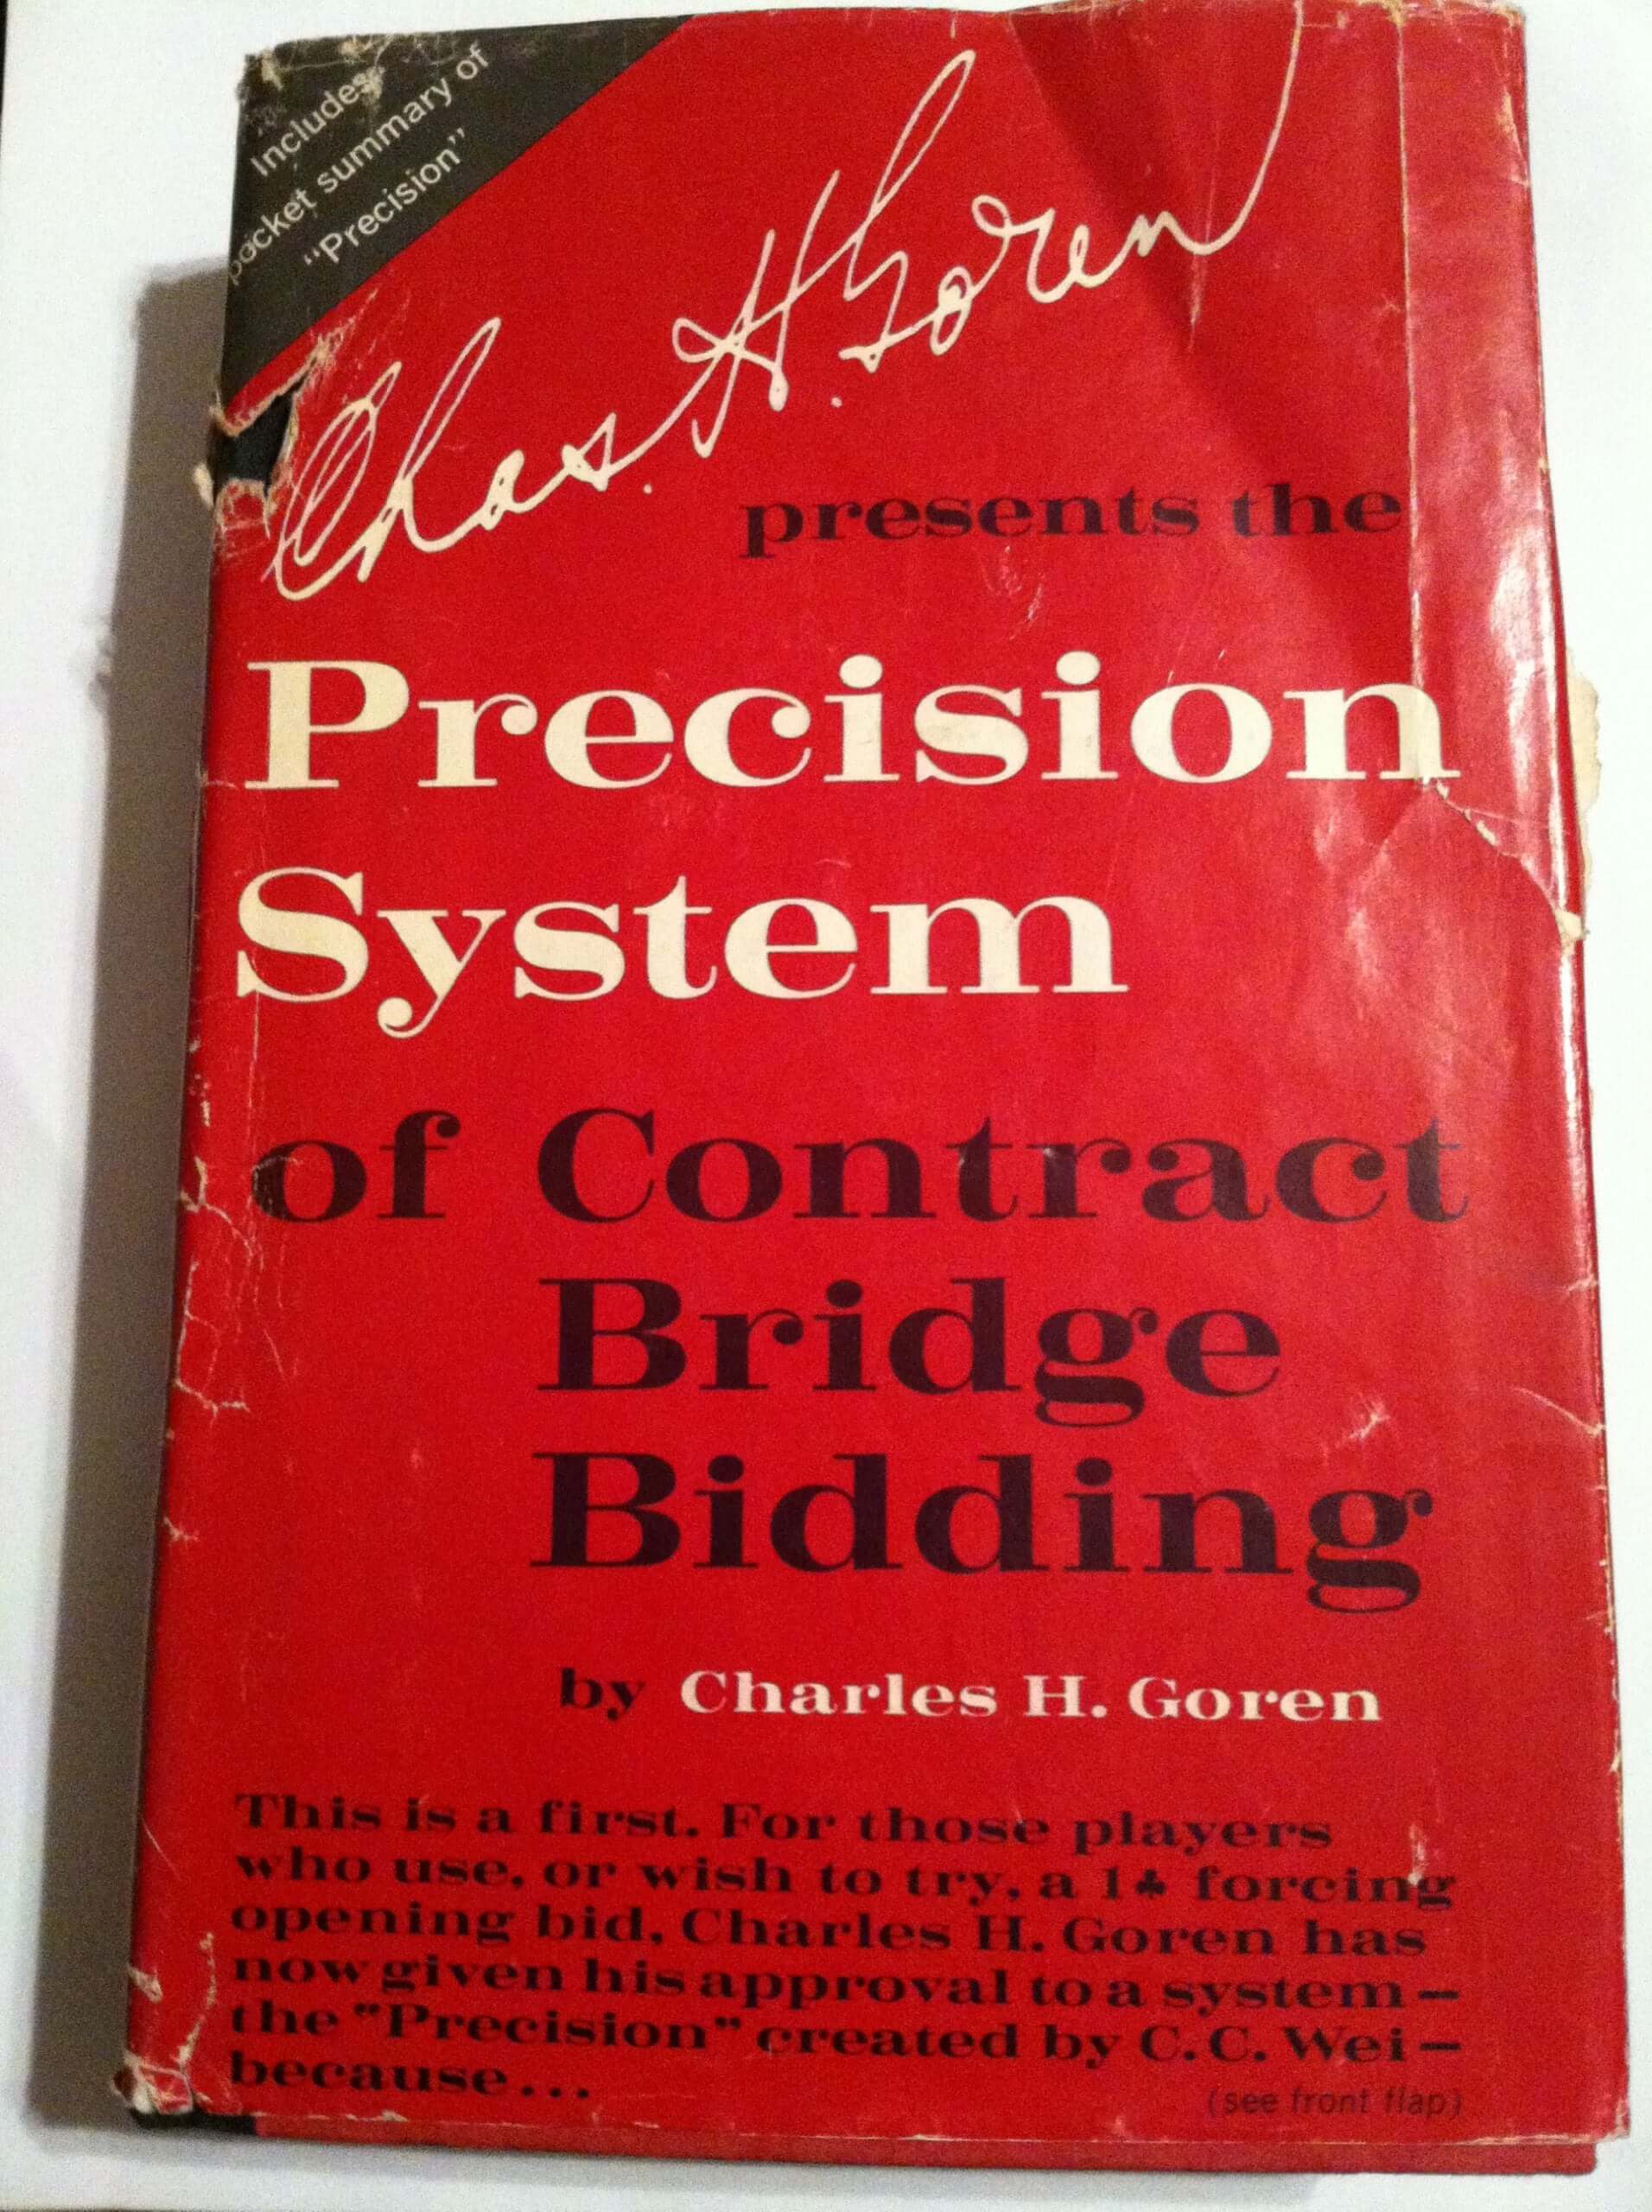 Includes
pocket summary of
"Precision"
Chas. H. Goren
presents the
Precision
System
of Contract
Bridge
Bidding
by Charles H. Goren
This is a first. For those players
who use, or wish to try, a 1♣ forcing
opening bid, Charles H. Goren has
now given his approval to a system—
the "Precision" created by C. C. Wei—
because...
(see front flap)